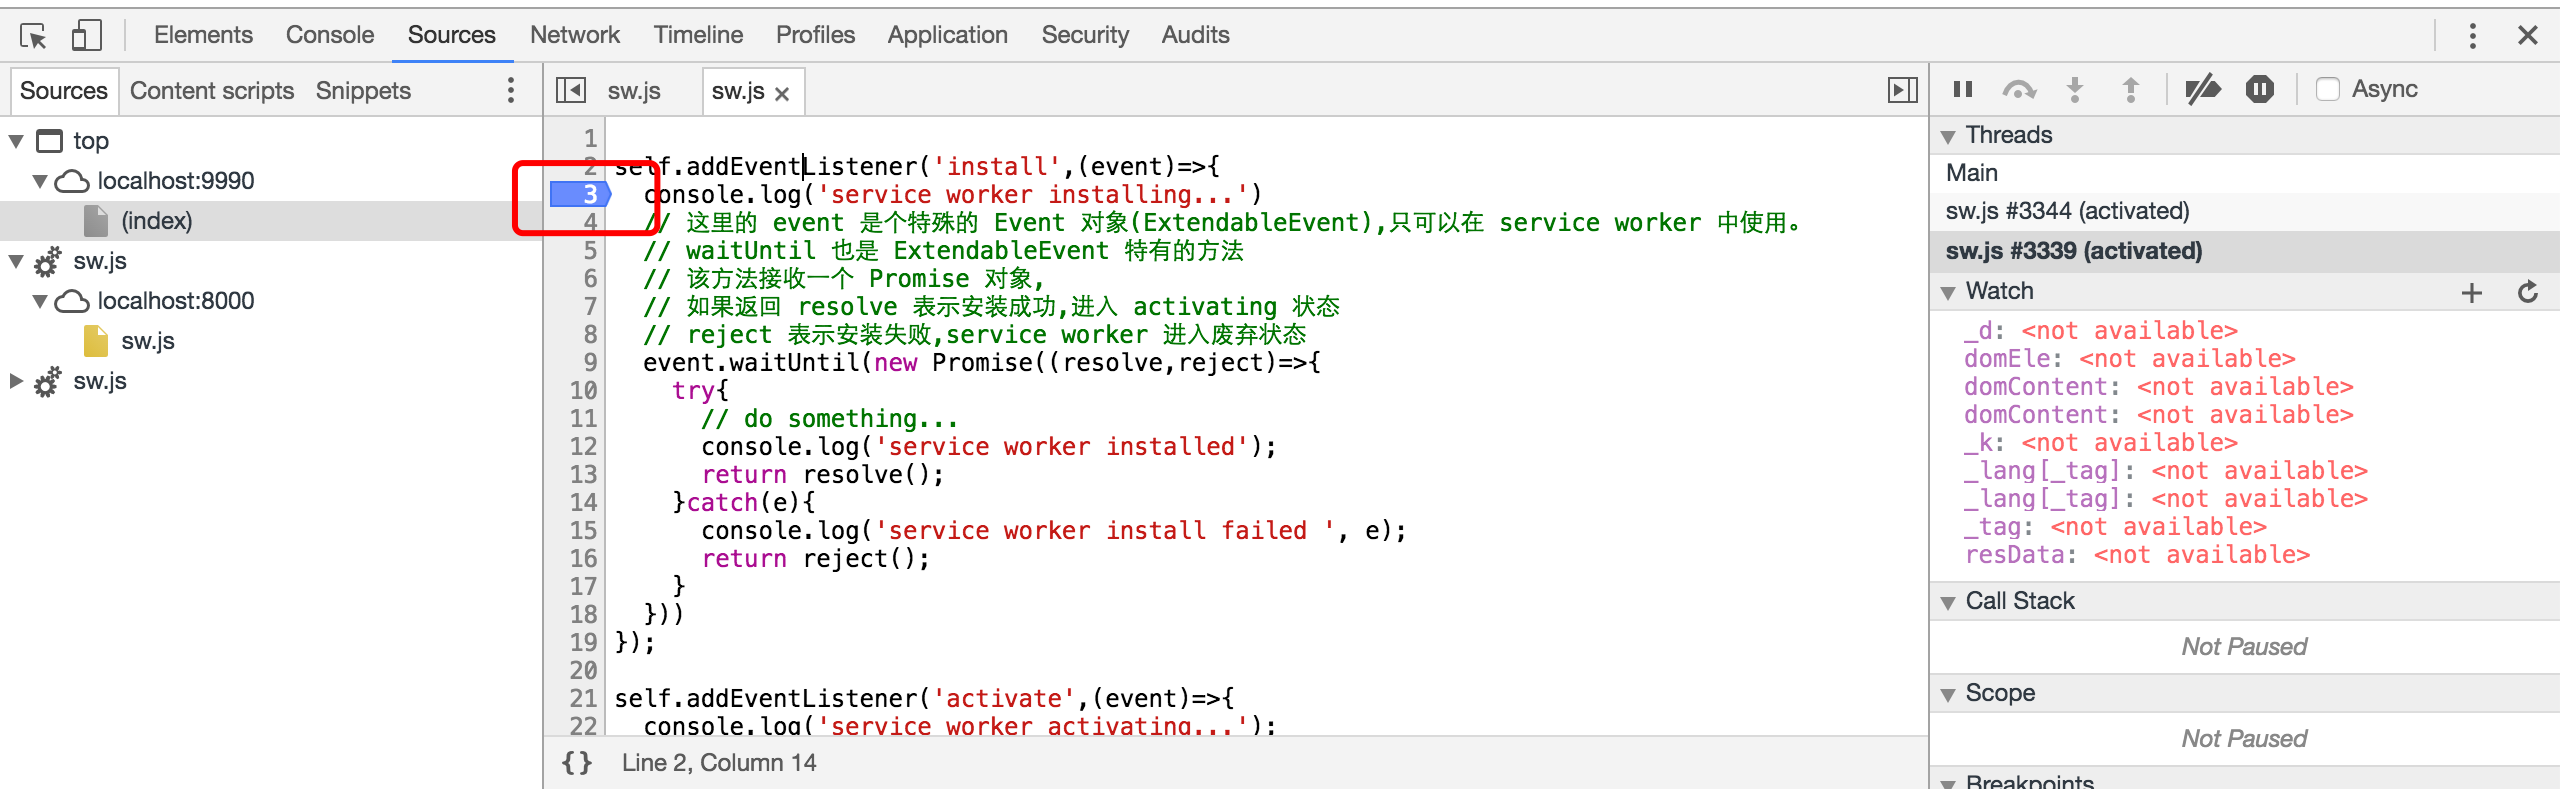 Elements Console Sources Network Timeline Profiles Application Security Audits
Sources Content scripts Snippets
top
localhost:9990
(index)
sw.js
localhost:8000
sw.js
sw.js
sw.js sw.js
1
2 self.addEventListener('install',(event)=>{
3 console.log('service worker installing...')
4 // 这里的 event 是个特殊的 Event 对象(ExtendableEvent),只可以在 service worker 中使用。
5 // waitUntil 也是 ExtendableEvent 特有的方法
6 // 该方法接收一个 Promise 对象,
7 // 如果返回 resolve 表示安装成功,进入 activating 状态
8 // reject 表示安装失败,service worker 进入废弃状态
9 event.waitUntil(new Promise((resolve,reject)=>{
10 try{
11 // do something...
12 console.log('service worker installed');
13 return resolve();
14 }catch(e){
15 console.log('service worker install failed ', e);
16 return reject();
17 }
18 }))
19 });
20
21 self.addEventListener('activate',(event)=>{
22 console.log('service worker activating...');
{} Line 2, Column 14
Async
Threads
Main
sw.js #3344 (activated)
sw.js #3339 (activated)
Watch
_d: <not available>
domEle: <not available>
domContent: <not available>
domContent: <not available>
_k: <not available>
_lang[_tag]: <not available>
_lang[_tag]: <not available>
_tag: <not available>
resData: <not available>
Call Stack
Not Paused
Scope
Not Paused
Breakpoints